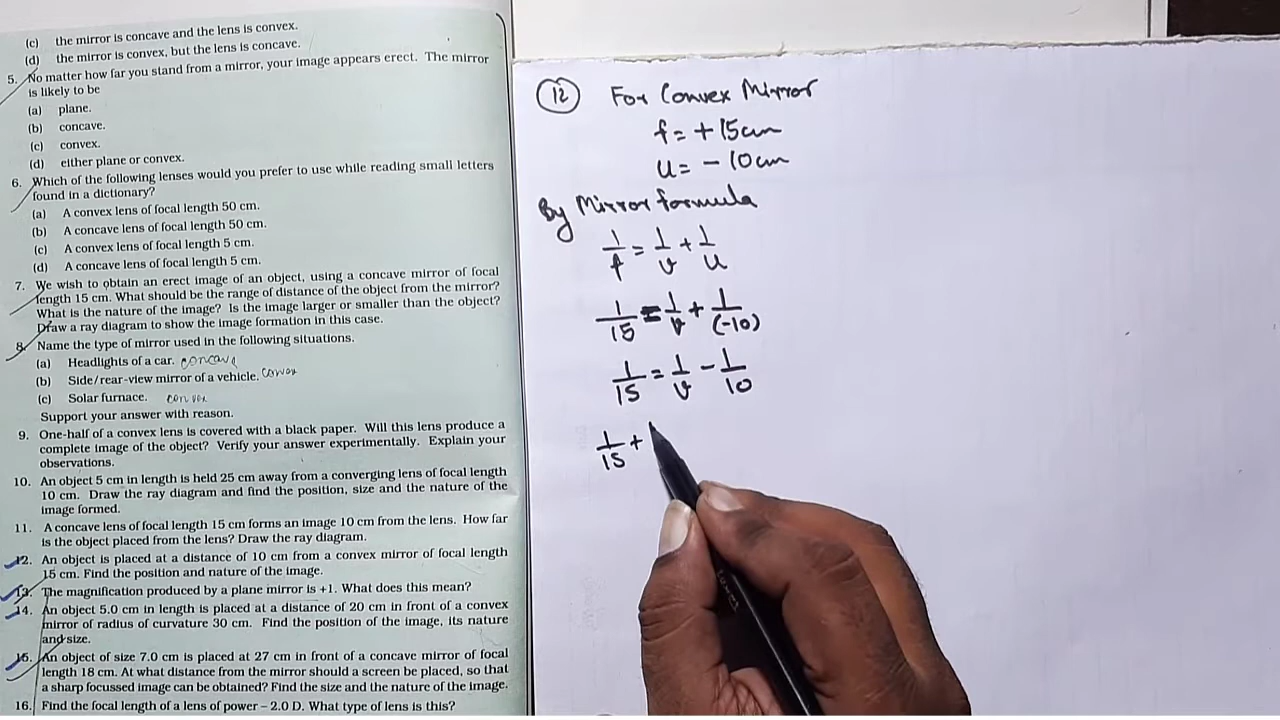 (c) the mirror is concave and the lens is convex.
(d) the mirror is convex, but the lens is concave.
5. No matter how far you stand from a mirror, your image appears erect. The mirror
is likely to be
(a) plane.
(b) concave.
(c) convex.
(d) either plane or convex.
6. Which of the following lenses would you prefer to use while reading small letters
found in a dictionary?
(a) A convex lens of focal length 50 cm.
(b) A concave lens of focal length 50 cm.
(c) A convex lens of focal length 5 cm.
(d) A concave lens of focal length 5 cm.
7. We wish to obtain an erect image of an object, using a concave mirror of focal
length 15 cm. What should be the range of distance of the object from the mirror?
What is the nature of the image? Is the image larger or smaller than the object?
Draw a ray diagram to show the image formation in this case.
8. Name the type of mirror used in the following situations.
(a) Headlights of a car. concave
(b) Side/rear-view mirror of a vehicle. convex
(c) Solar furnace. convex
Support your answer with reason.
9. One-half of a convex lens is covered with a black paper. Will this lens produce a
complete image of the object? Verify your answer experimentally. Explain your
observations.
10. An object 5 cm in length is held 25 cm away from a converging lens of focal length
10 cm. Draw the ray diagram and find the position, size and the nature of the
image formed.
11. A concave lens of focal length 15 cm forms an image 10 cm from the lens. How far
is the object placed from the lens? Draw the ray diagram.
12. An object is placed at a distance of 10 cm from a convex mirror of focal length
15 cm. Find the position and nature of the image.
13. The magnification produced by a plane mirror is +1. What does this mean?
14. An object 5.0 cm in length is placed at a distance of 20 cm in front of a convex
mirror of radius of curvature 30 cm. Find the position of the image, its nature
and size.
15. An object of size 7.0 cm is placed at 27 cm in front of a concave mirror of focal
length 18 cm. At what distance from the mirror should a screen be placed, so that
a sharp focussed image can be obtained? Find the size and the nature of the image.
16. Find the focal length of a lens of power – 2.0 D. What type of lens is this?
12 For Convex Mirror
f = +15cm
u = -10cm
By Mirror formula
1/f = 1/v + 1/u
1/15 = 1/v + 1/(-10)
1/15 = 1/v - 1/10
1/15 +